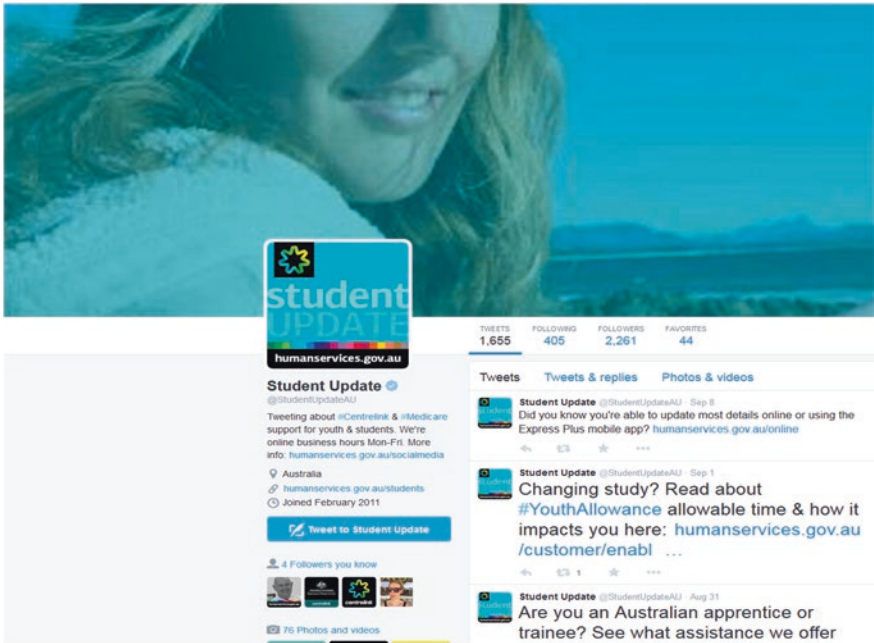 student
UPDATE
humanservices.gov.au
TWEETS
1,655
FOLLOWING
405
FOLLOWERS
2,261
FAVORITES
44
Student Update
@StudentUpdateAU
Tweeting about #Centrelink & #Medicare
support for youth & students. We're
online business hours Mon-Fri. More
info: humanservices.gov.au/socialmedia
Australia
humanservices.gov.au/students
Joined February 2011
Tweet to Student Update
4 Followers you know
centrelink
76 Photos and videos
Tweets Tweets & replies Photos & videos
Student Update @StudentUpdateAU · Sep 8
Did you know you're able to update most details online or using the
Express Plus mobile app? humanservices.gov.au/online
Student Update @StudentUpdateAU · Sep 1
Changing study? Read about
#YouthAllowance allowable time & how it
impacts you here: humanservices.gov.au
/customer/enabl ...
1
Student Update @StudentUpdateAU · Aug 31
Are you an Australian apprentice or
trainee? See what assistance we offer